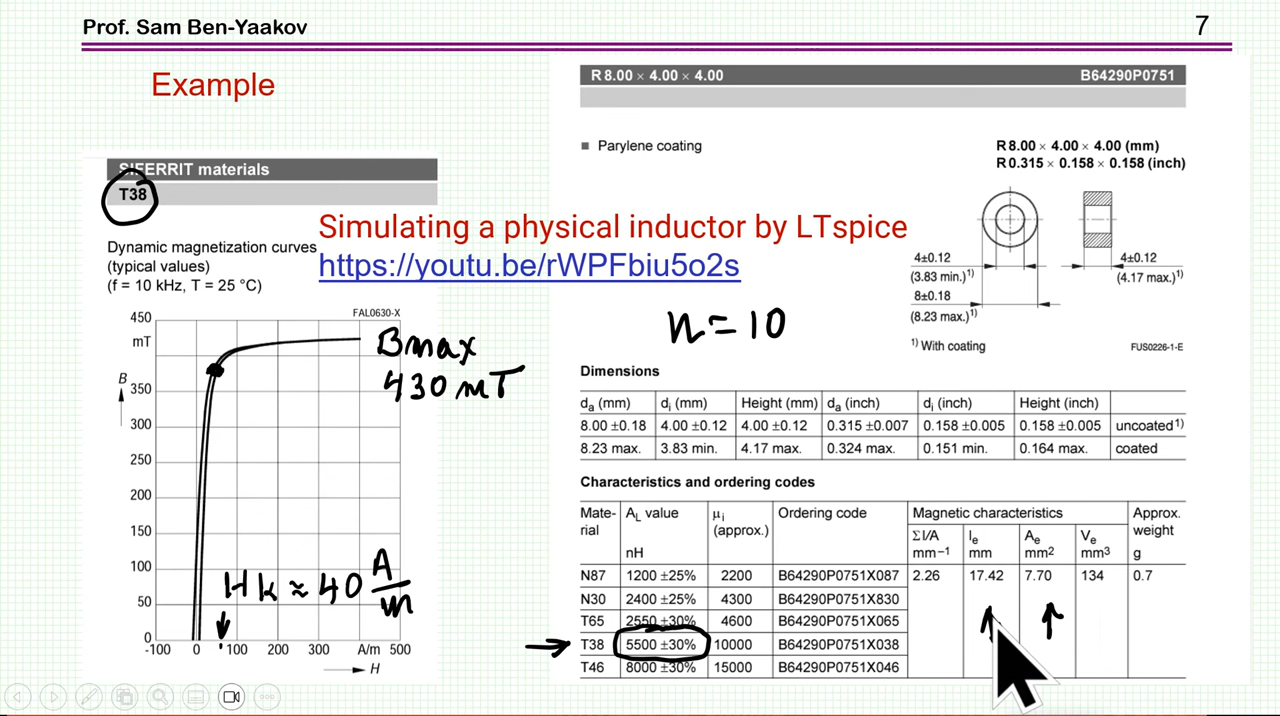 Prof. Sam Ben-Yaakov
7
Example
SIFERRIT materials
T38
Dynamic magnetization curves
(typical values)
(f = 10 kHz, T = 25 °C)
Simulating a physical inductor by LTspice
https://youtu.be/rWPFbiu5o2s
FAL0630-X
450
mT
B
350
300
250
200
150
100
50
0
-100 0 100 200 A/m 500
H
Bmax
430 mT
Hk ≈ 40 A/m
n = 10
R 8.00 × 4.00 × 4.00 B64290P0751
Parylene coating
R 8.00 × 4.00 × 4.00 (mm)
R 0.315 × 0.158 × 0.158 (inch)
4±0.12
(3.83 min.)1)
8±0.18
(8.23 max.)1)
4±0.12
(4.17 max.)1)
1) With coating
FUS0226-1-E
Dimensions
da (mm) di (mm) Height (mm) da (inch) di (inch) Height (inch)
8.00 ±0.18 4.00 ±0.12 4.00 ±0.12 0.315 ±0.007 0.158 ±0.005 0.158 ±0.005 uncoated1)
8.23 max. 3.83 min. 4.17 max. 0.324 max. 0.151 min. 0.164 max. coated
Characteristics and ordering codes
Mate- AL value µi Ordering code Magnetic characteristics Approx.
rial (approx.) Σl/A le Ae Ve weight
nH mm−1 mm mm2 mm3 g
N87 1200 ±25% 2200 B64290P0751X087 2.26 17.42 7.70 134 0.7
N30 2400 ±25% 4300 B64290P0751X830
T65 2550 ±30% 4600 B64290P0751X065
T38 5500 ±30% 10000 B64290P0751X038
T46 8000 ±30% 15000 B64290P0751X046